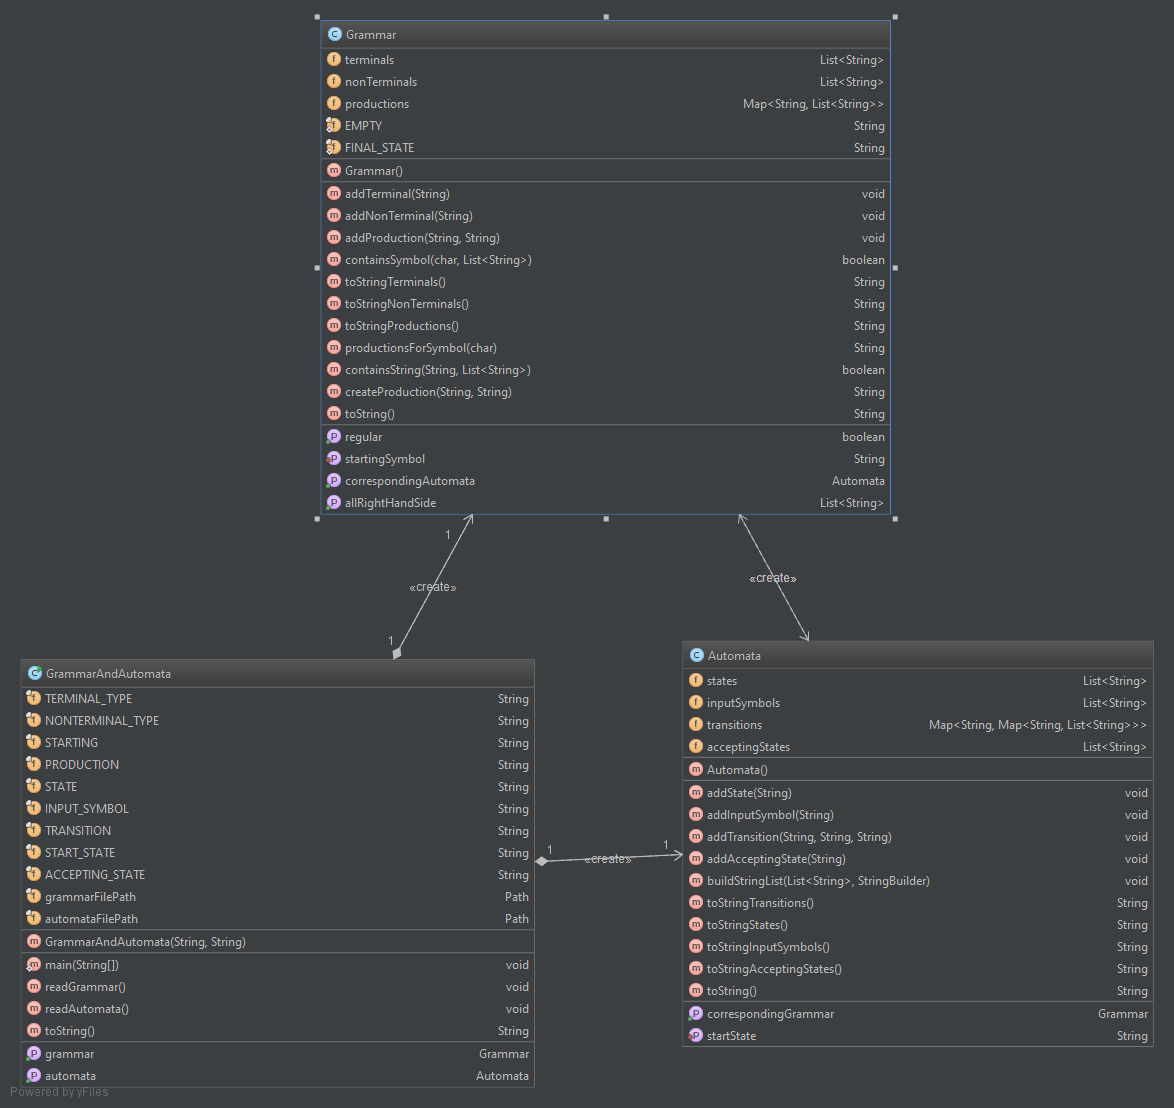 Grammar
terminals List<String>
nonTerminals List<String>
productions Map<String, List<String>>
EMPTY String
FINAL_STATE String
Grammar()
addTerminal(String) void
addNonTerminal(String) void
addProduction(String, String) void
containsSymbol(char, List<String>) boolean
toStringTerminals() String
toStringNonTerminals() String
toStringProductions() String
productionsForSymbol(char) String
containsString(String, List<String>) boolean
createProduction(String, String) String
toString() String
regular boolean
startingSymbol String
correspondingAutomata Automata
allRightHandSide List<String>
1
«create»
1
«create»
GrammarAndAutomata
TERMINAL_TYPE String
NONTERMINAL_TYPE String
STARTING String
PRODUCTION String
STATE String
INPUT_SYMBOL String
TRANSITION String
START_STATE String
ACCEPTING_STATE String
grammarFilePath Path
automataFilePath Path
GrammarAndAutomata(String, String)
main(String[]) void
readGrammar() void
readAutomata() void
toString() String
grammar Grammar
automata Automata
1
«create»
1
Automata
states List<String>
inputSymbols List<String>
transitions Map<String, Map<String, List<String>>>
acceptingStates List<String>
Automata()
addState(String) void
addInputSymbol(String) void
addTransition(String, String, String) void
addAcceptingState(String) void
buildStringList(List<String>, StringBuilder) void
toStringTransitions() String
toStringStates() String
toStringInputSymbols() String
toStringAcceptingStates() String
toString() String
correspondingGrammar Grammar
startState String
Powered by yFiles